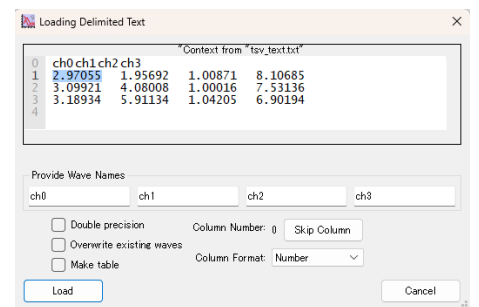 Loading Delimited Text
"Context from "tsv_text.txt"
0 ch0 ch1 ch2 ch3
1 2.97055 1.95692 1.00871 8.10685
2 3.09921 4.08008 1.00016 7.53136
3 3.18934 5.91134 1.04205 6.90194
4
Provide Wave Names
ch0 ch1 ch2 ch3
Double precision Column Number: 0 Skip Column
Overwrite existing waves
Column Format: Number
Make table
Load Cancel